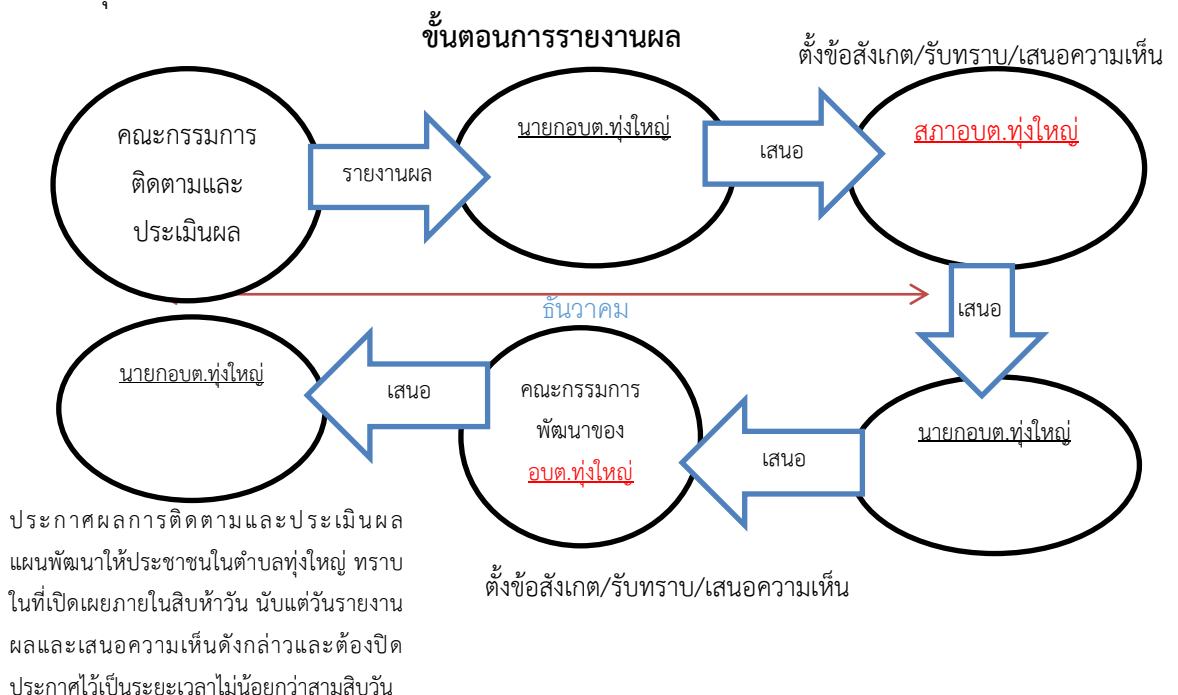 ขั้นตอนการรายงานผล
ตั้งข้อสังเกต/รับทราบ/เสนอความเห็น
คณะกรรมการ
ติดตามและ
ประเมินผล
รายงานผล
นายกอบต.ทุ่งใหญ่
เสนอ
สภาอบต.ทุ่งใหญ่
ธันวาคม
เสนอ
นายกอบต.ทุ่งใหญ่
เสนอ
คณะกรรมการ
พัฒนาของ
อบต.ทุ่งใหญ่
เสนอ
นายกอบต.ทุ่งใหญ่
ตั้งข้อสังเกต/รับทราบ/เสนอความเห็น
ประกาศผลการติดตามและประเมินผล
แผนพัฒนาให้ประชาชนในตำบลทุ่งใหญ่ ทราบ
ในที่เปิดเผยภายในสิบห้าวัน นับแต่วันรายงาน
ผลและเสนอความเห็นดังกล่าวและต้องปิด
ประกาศไว้เป็นระยะเวลาไม่น้อยกว่าสามสิบวัน